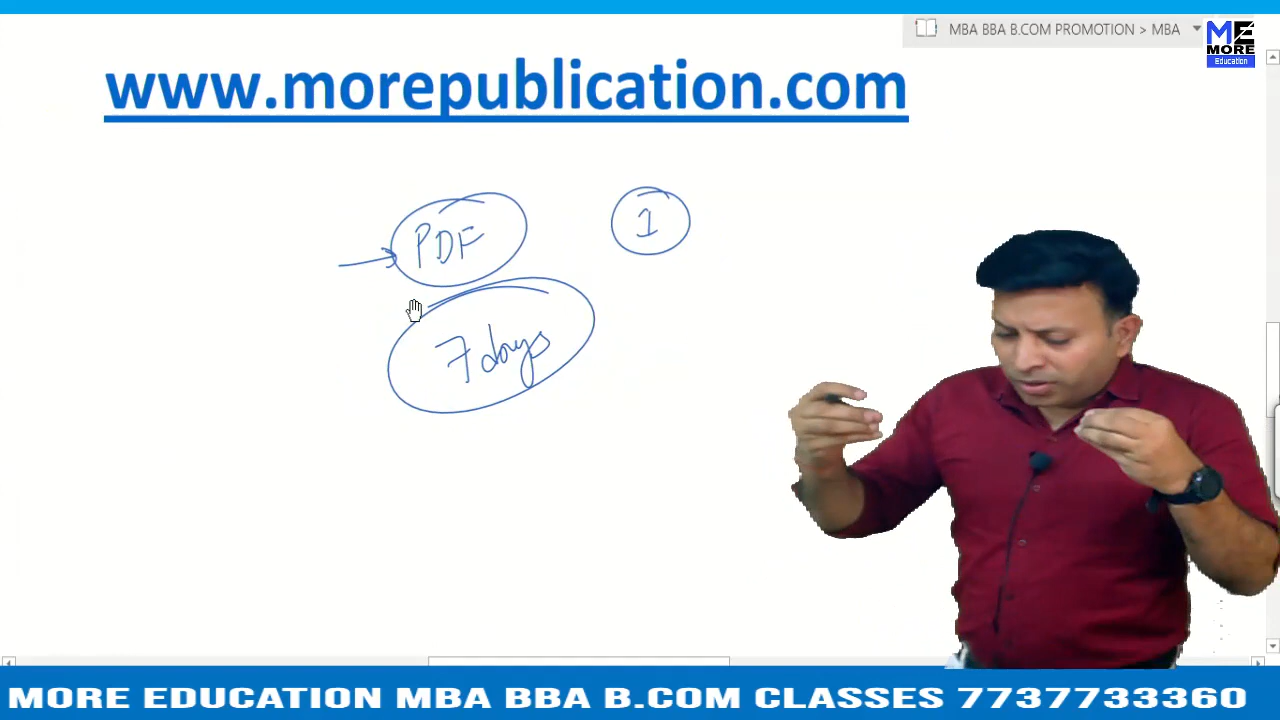 MBA BBA B.COM PROMOTION > MBA
ME
MORE
Education
www.morepublication.com
PDF
1
7 days
MORE EDUCATION MBA BBA B.COM CLASSES 7737733360